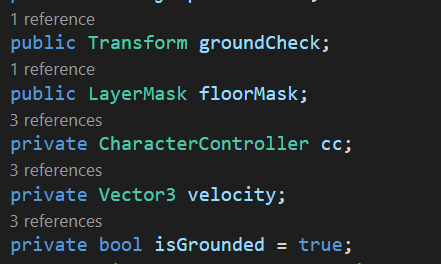 1 reference
public Transform groundCheck;
1 reference
public LayerMask floorMask;
3 references
private CharacterController cc;
3 references
private Vector3 velocity;
3 references
private bool isGrounded = true;